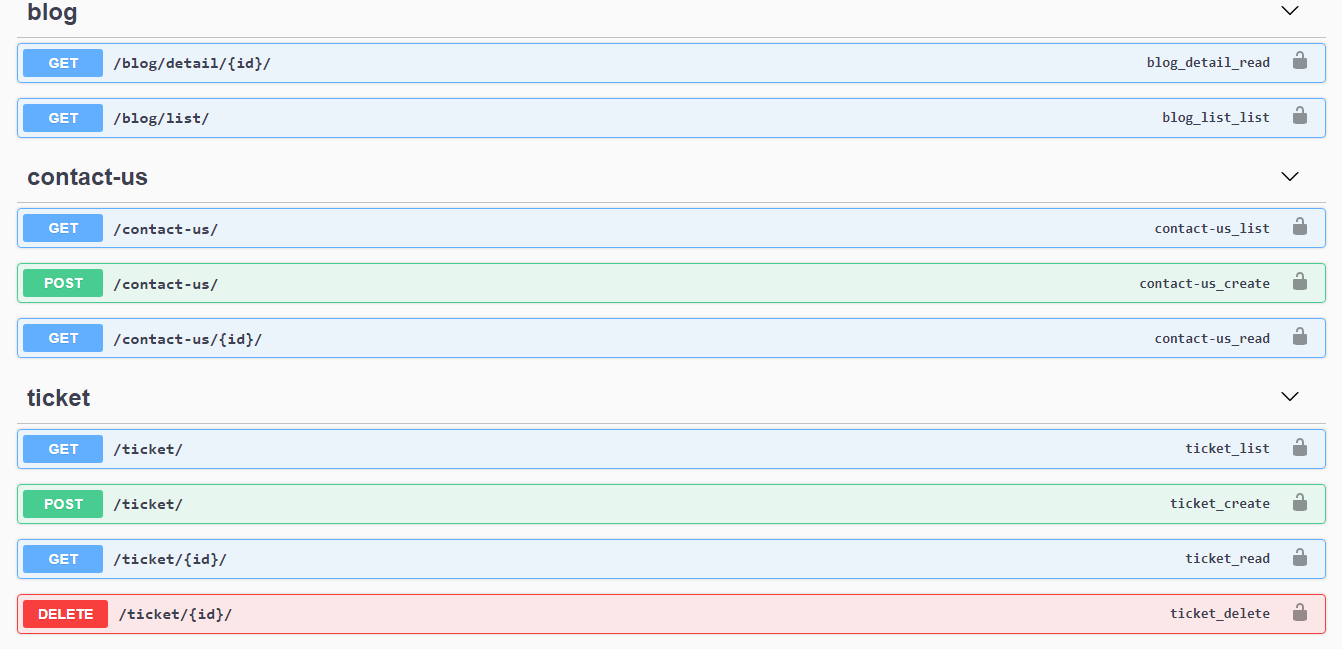 blog
GET /blog/detail/{id}/ blog_detail_read
GET /blog/list/ blog_list_list
contact-us
GET /contact-us/ contact-us_list
POST /contact-us/ contact-us_create
GET /contact-us/{id}/ contact-us_read
ticket
GET /ticket/ ticket_list
POST /ticket/ ticket_create
GET /ticket/{id}/ ticket_read
DELETE /ticket/{id}/ ticket_delete